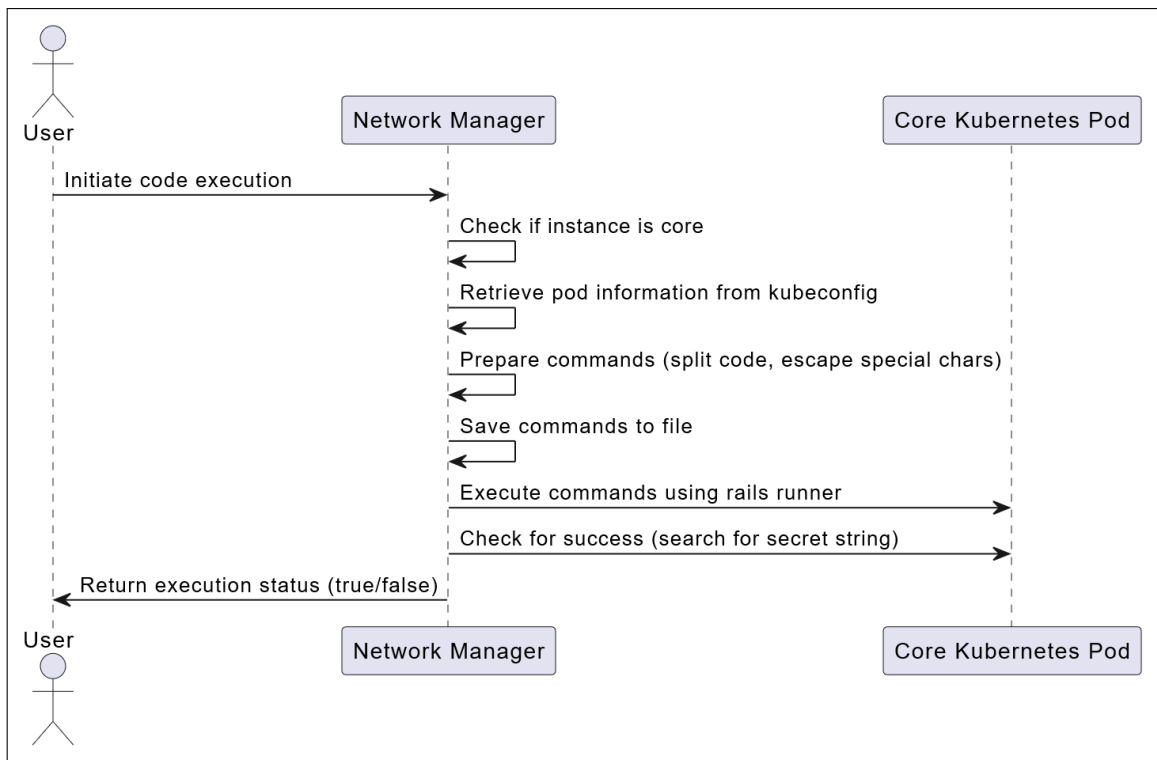 User
Network Manager
Core Kubernetes Pod
Initiate code execution
Check if instance is core
Retrieve pod information from kubeconfig
Prepare commands (split code, escape special chars)
Save commands to file
Execute commands using rails runner
Check for success (search for secret string)
Return execution status (true/false)
User
Network Manager
Core Kubernetes Pod